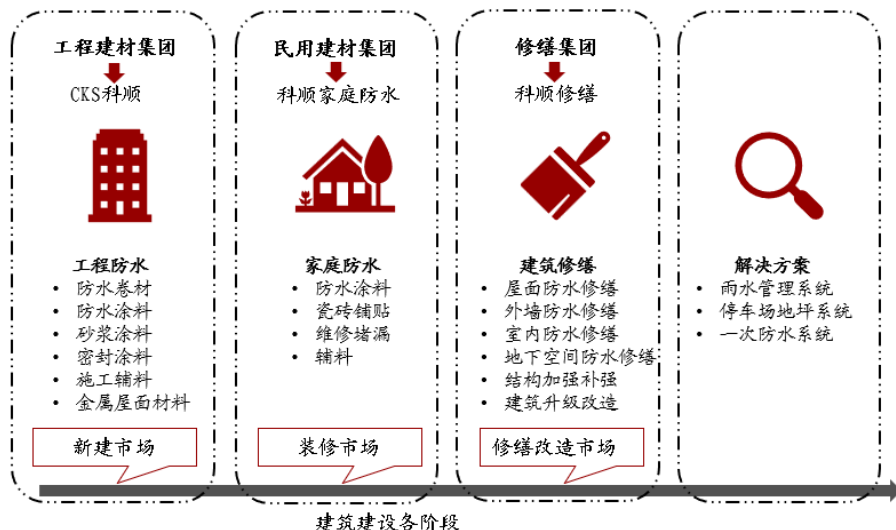 工程建材集团
CKS科顺
工程防水
• 防水卷材
• 防水涂料
• 砂浆涂料
• 密封涂料
• 施工辅料
• 金属屋面材料
新建市场
民用建材集团
科顺家庭防水
家庭防水
• 防水涂料
• 瓷砖铺贴
• 维修堵漏
• 辅料
装修市场
修缮集团
科顺修缮
建筑修缮
• 屋面防水修缮
• 外墙防水修缮
• 室内防水修缮
• 地下空间防水修缮
• 结构加强补强
• 建筑升级改造
修缮改造市场
解决方案
• 雨水管理系统
• 停车场地坪系统
• 一次防水系统
建筑建设各阶段